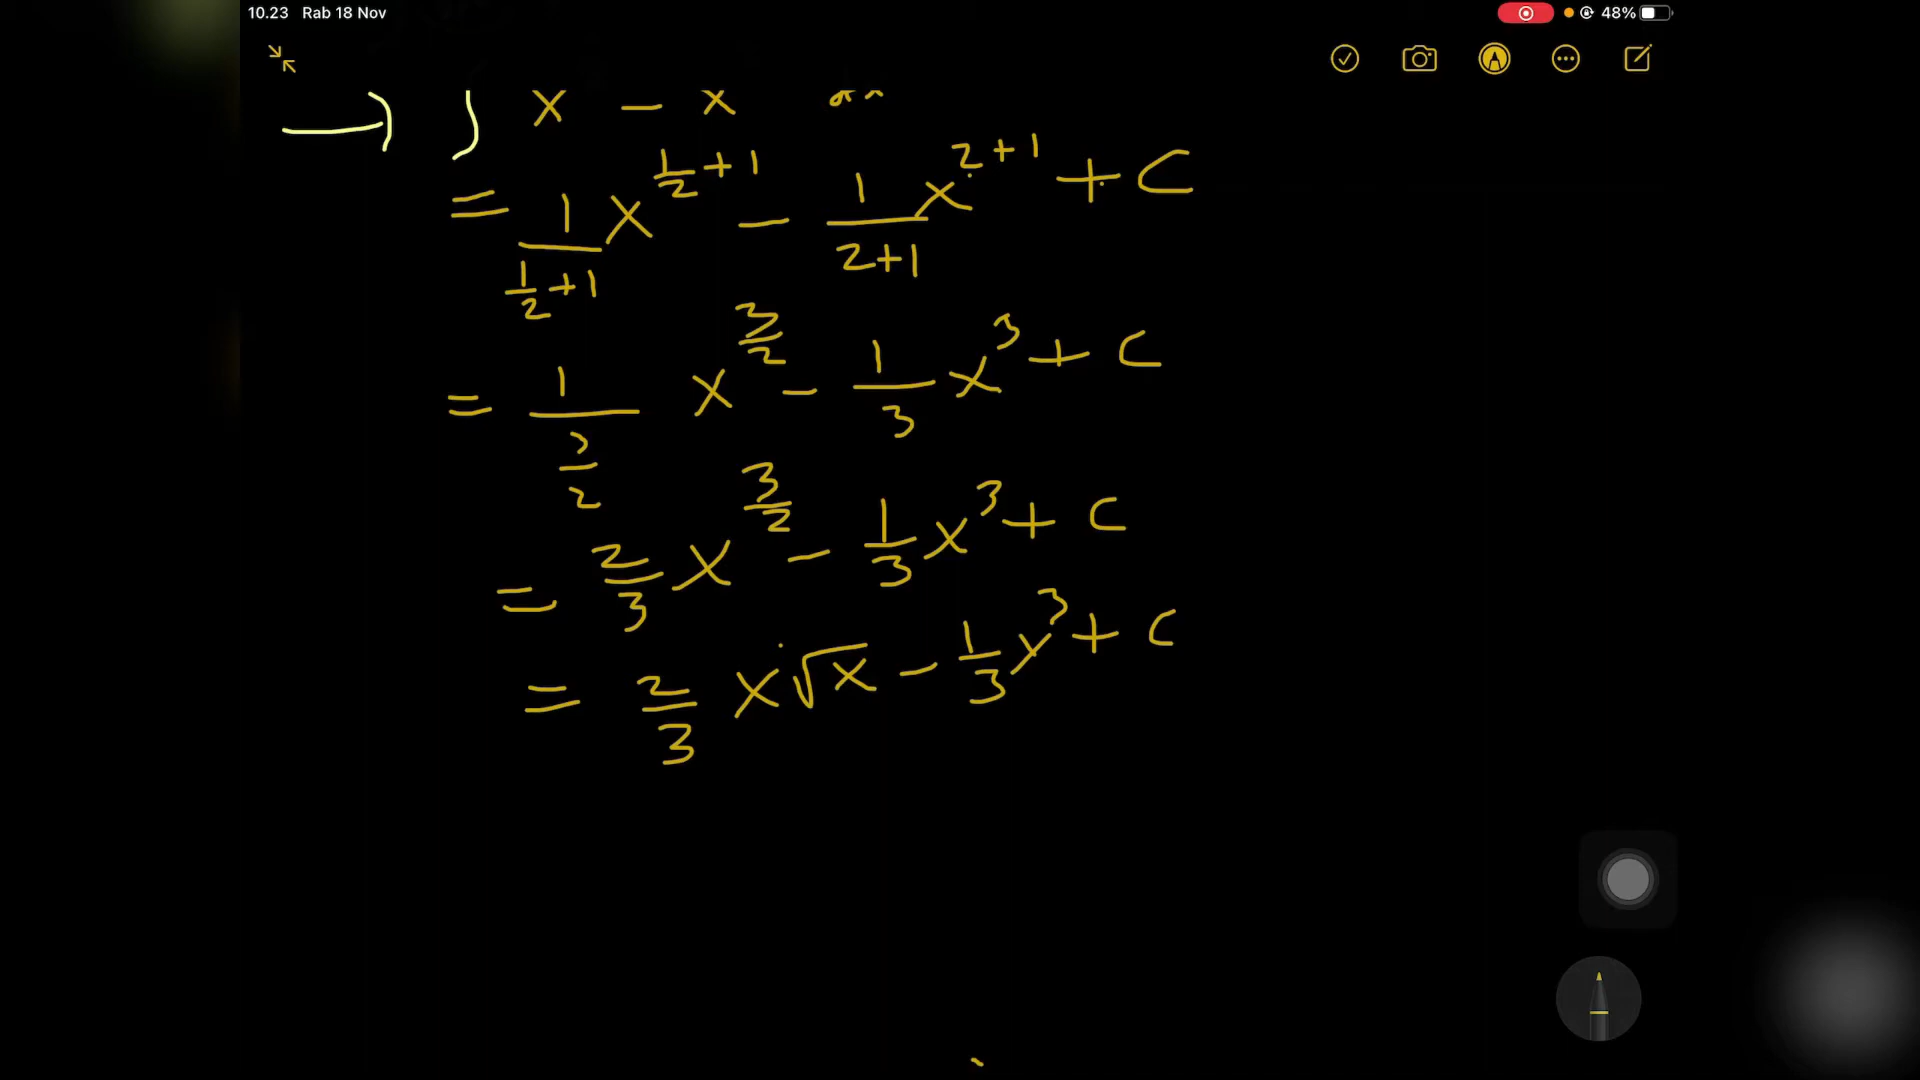 10.23 Rab 18 Nov 48%
→ ∫ x - x dx
= 1/(1/2+1) x^(1/2+1) - 1/(2+1) x^(2+1) + C
= 1/(3/2) x^(3/2) - 1/3 x^3 + C
= 2/3 x^(3/2) - 1/3 x^3 + C
= 2/3 x√x - 1/3 x^3 + C